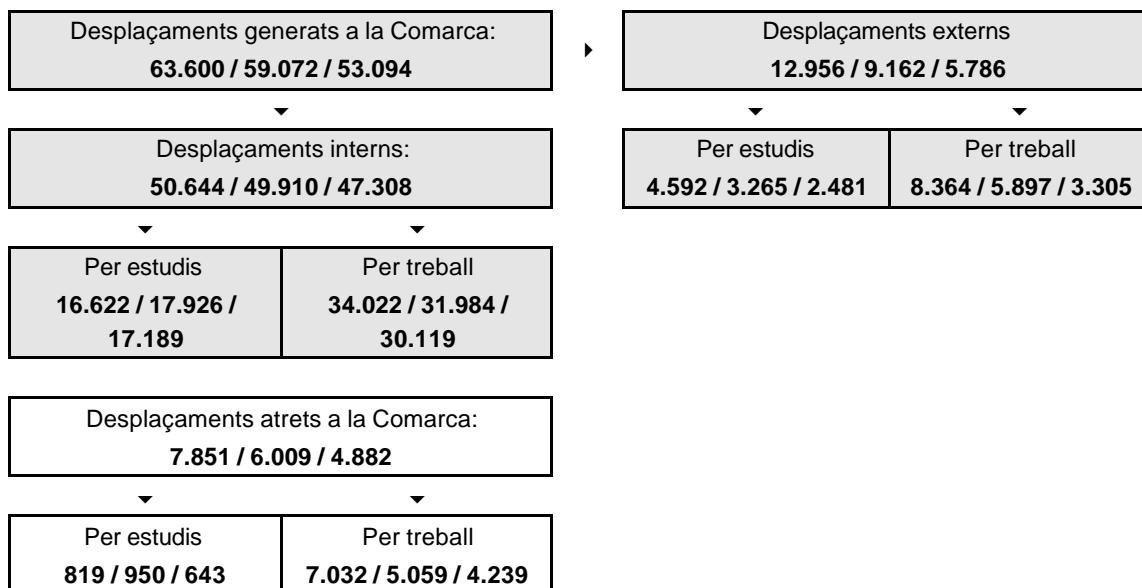 Desplaçaments generats a la Comarca:
63.600 / 59.072 / 53.094
Desplaçaments externs
12.956 / 9.162 / 5.786
Desplaçaments interns:
50.644 / 49.910 / 47.308
Per estudis
4.592 / 3.265 / 2.481
Per treball
8.364 / 5.897 / 3.305
Per estudis
16.622 / 17.926 /
17.189
Per treball
34.022 / 31.984 /
30.119
Desplaçaments atrets a la Comarca:
7.851 / 6.009 / 4.882
Per estudis
819 / 950 / 643
Per treball
7.032 / 5.059 / 4.239